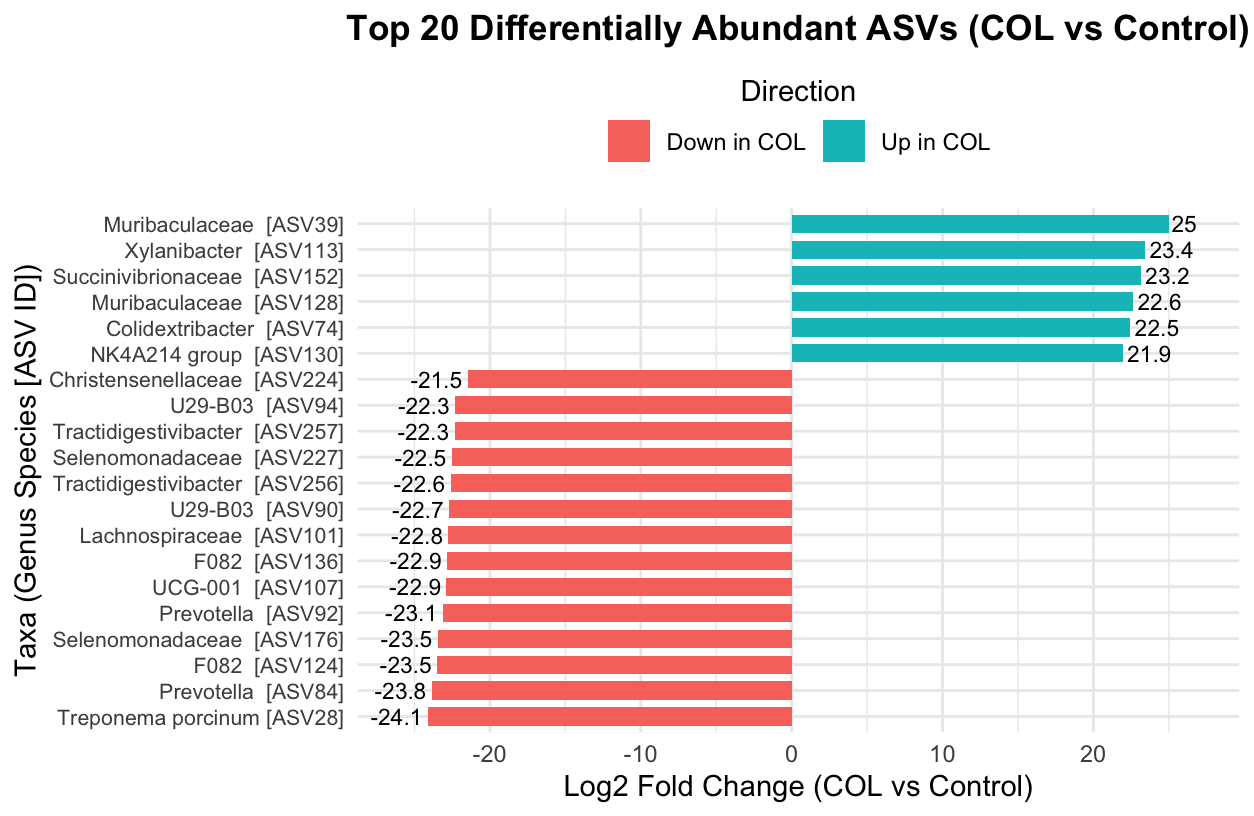 Top 20 Differentially Abundant ASVs (COL vs Control)
Direction
Down in COL
Up in COL
Taxa (Genus Species [ASV ID])
Muribaculaceae [ASV39]
25
Xylanibacter [ASV113]
23.4
Succinivibrionaceae [ASV152]
23.2
Muribaculaceae [ASV128]
22.6
Colidextribacter [ASV74]
22.5
NK4A214 group [ASV130]
21.9
Christensenellaceae [ASV224]
-21.5
U29-B03 [ASV94]
-22.3
Tractidigestivibacter [ASV257]
-22.3
Selenomonadaceae [ASV227]
-22.5
Tractidigestivibacter [ASV256]
-22.6
U29-B03 [ASV90]
-22.7
Lachnospiraceae [ASV101]
-22.8
F082 [ASV136]
-22.9
UCG-001 [ASV107]
-22.9
Prevotella [ASV92]
-23.1
Selenomonadaceae [ASV176]
-23.5
F082 [ASV124]
-23.5
Prevotella [ASV84]
-23.8
Treponema porcinum [ASV28]
-24.1
-20 -10 0 10 20
Log2 Fold Change (COL vs Control)